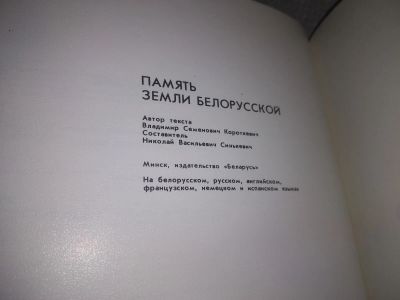 ПАМЯТЬ
ЗЕМЛИ БЕЛОРУССКОЙ
Автор текста
Владимир Семенович Короткевич
Составитель
Николай Васильевич Синькевич
Минск, издательство «Беларусь»
На белорусском, русском, английском,
французском, немецком и испанском языках